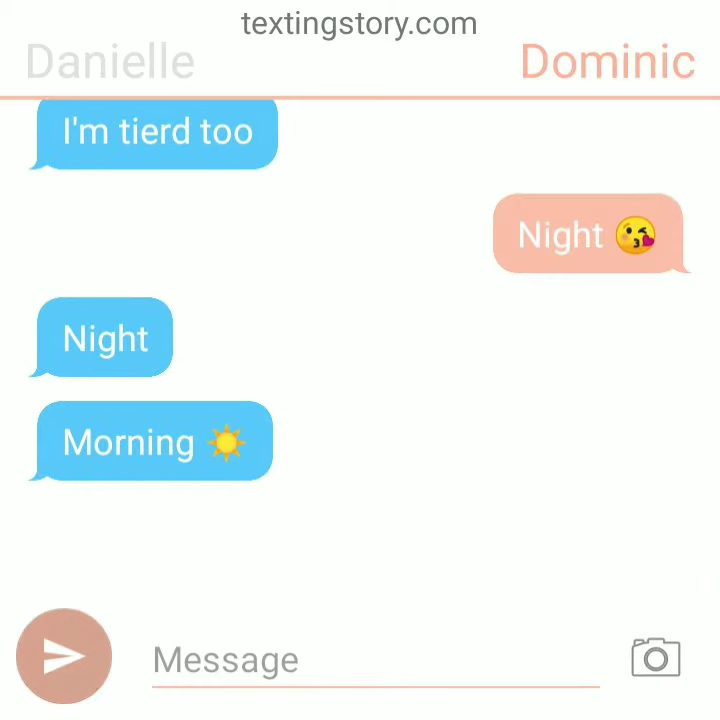 textingstory.com
Danielle
Dominic
I'm tierd too
Night 😘
Night
Morning ☀️
Message